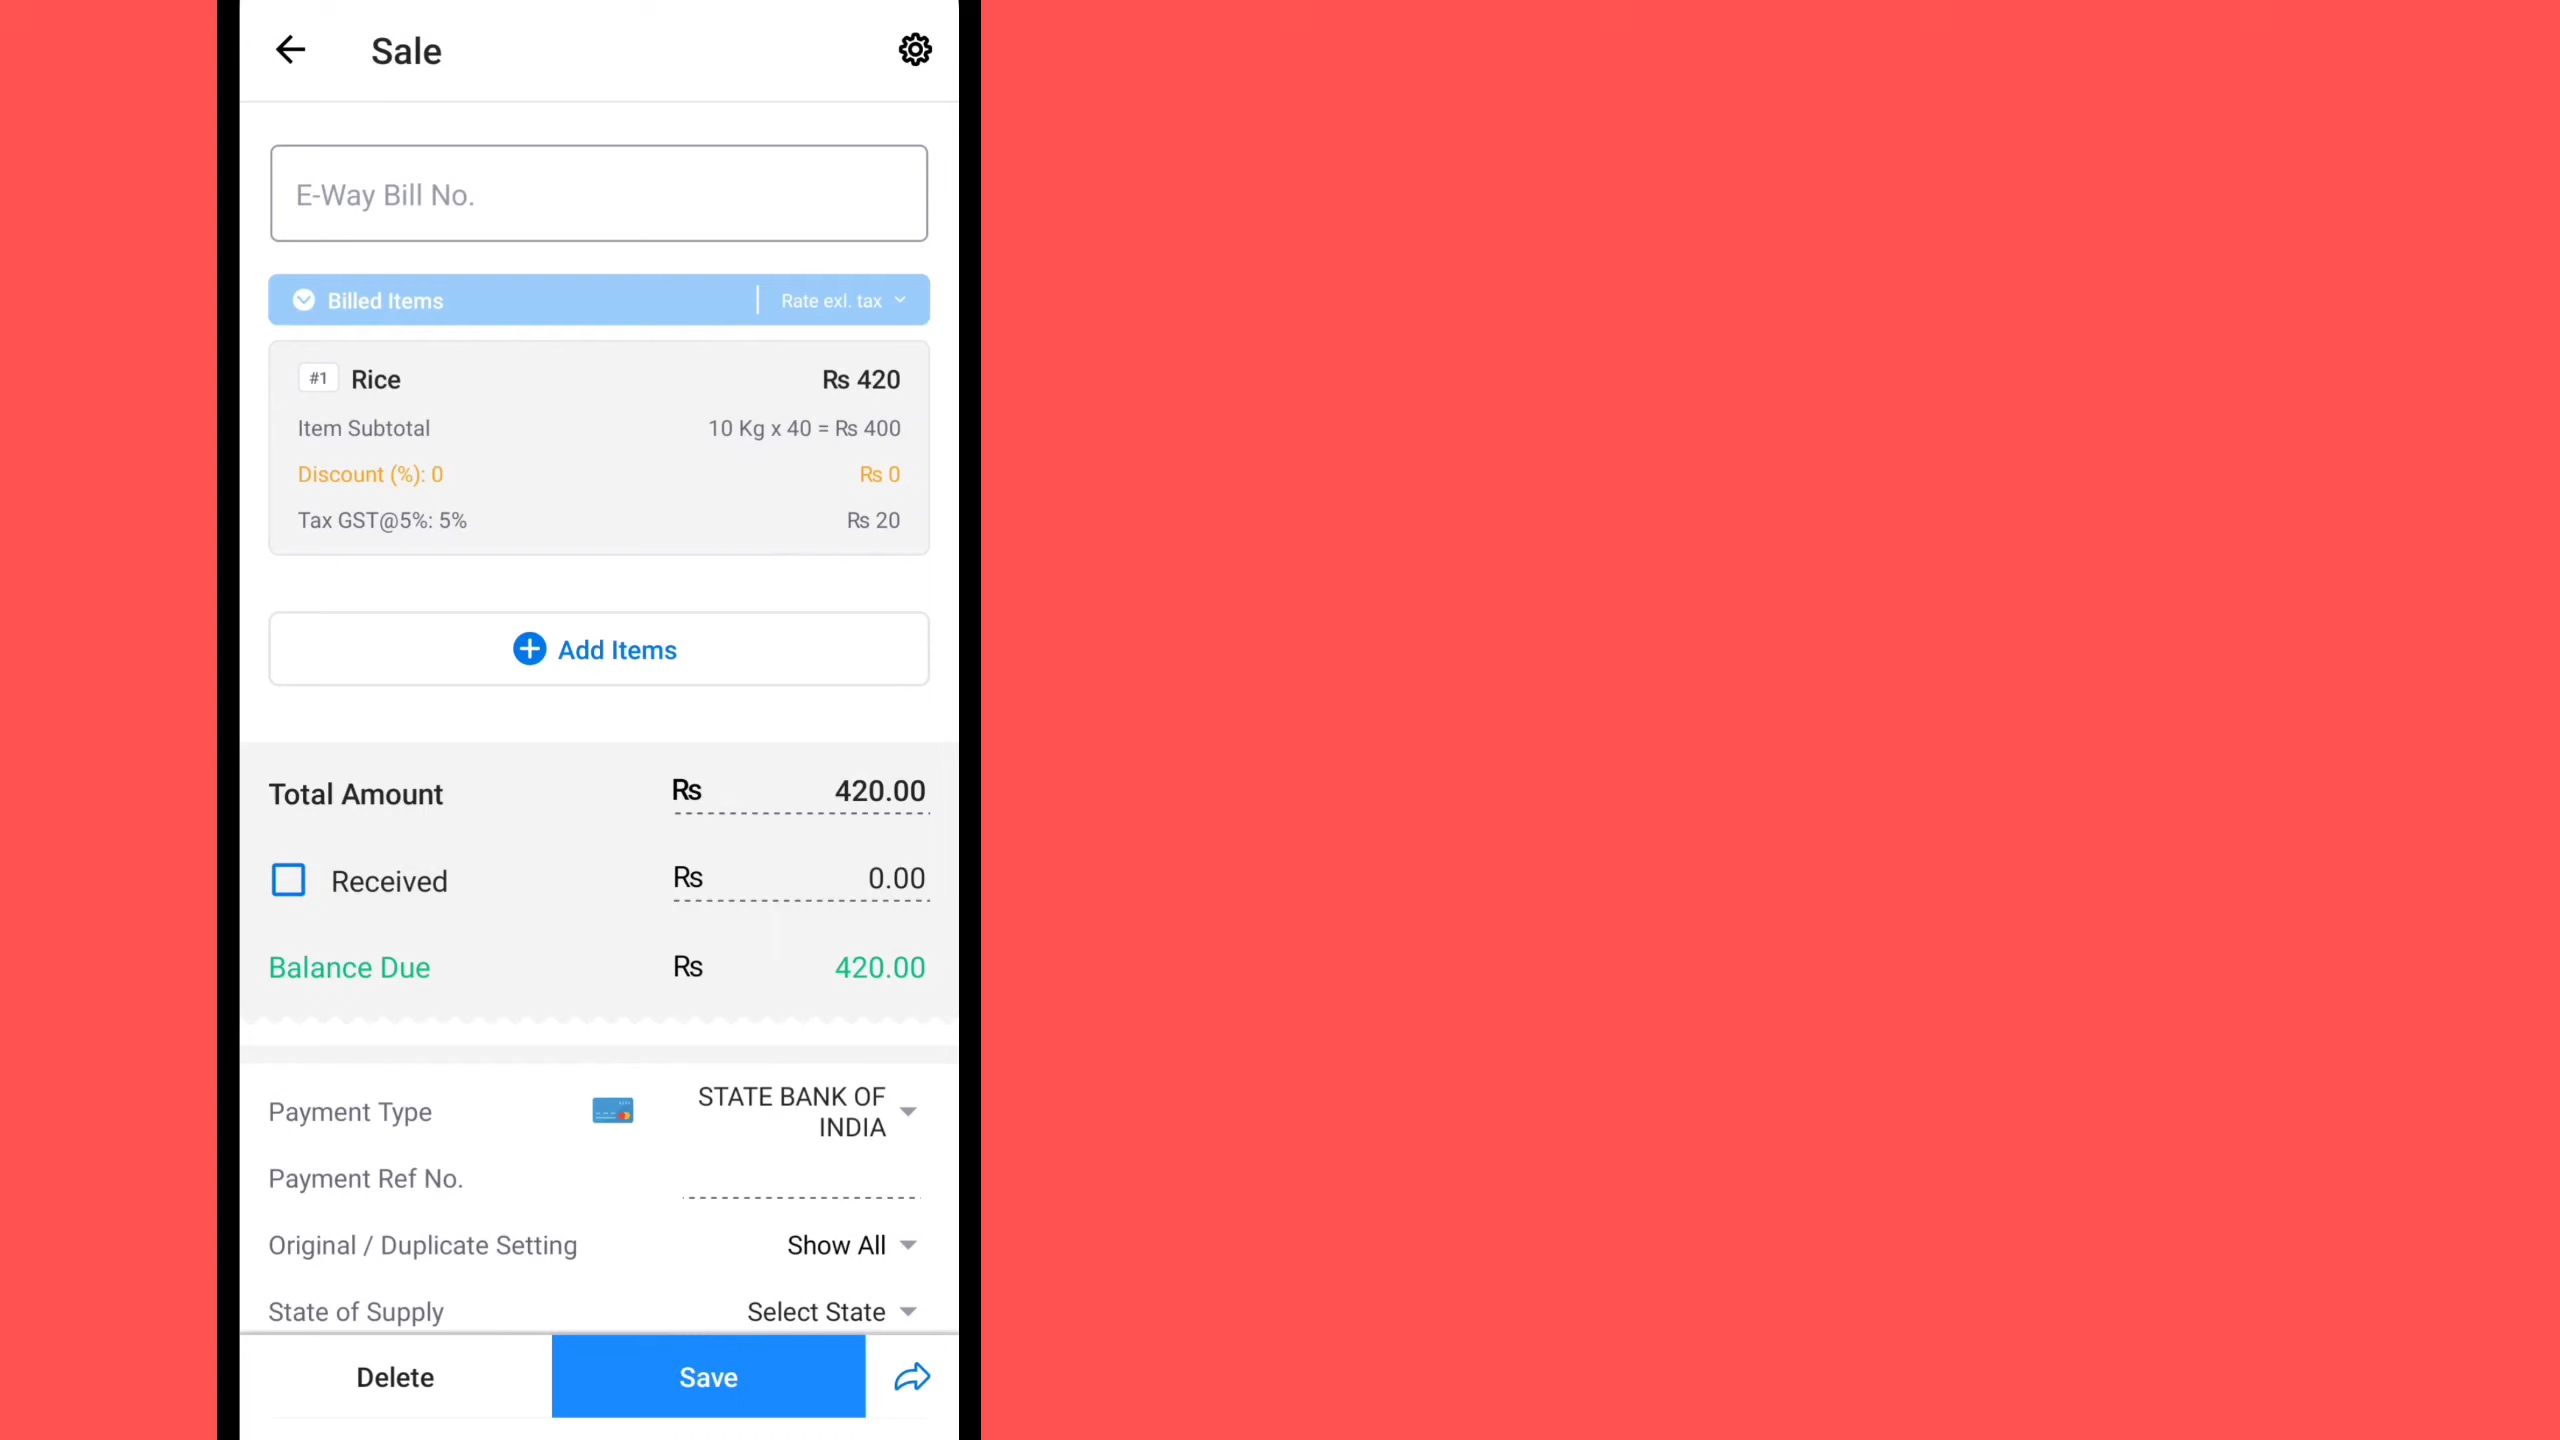 Sale
E-Way Bill No.
Billed Items Rate exl. tax
#1 Rice Rs 420
Item Subtotal 10 Kg x 40 = Rs 400
Discount (%): 0 Rs 0
Tax GST@5%: 5% Rs 20
Add Items
Total Amount Rs 420.00
Received Rs 0.00
Balance Due Rs 420.00
Payment Type STATE BANK OF
INDIA
Payment Ref No.
Original / Duplicate Setting Show All
State of Supply Select State
Delete Save